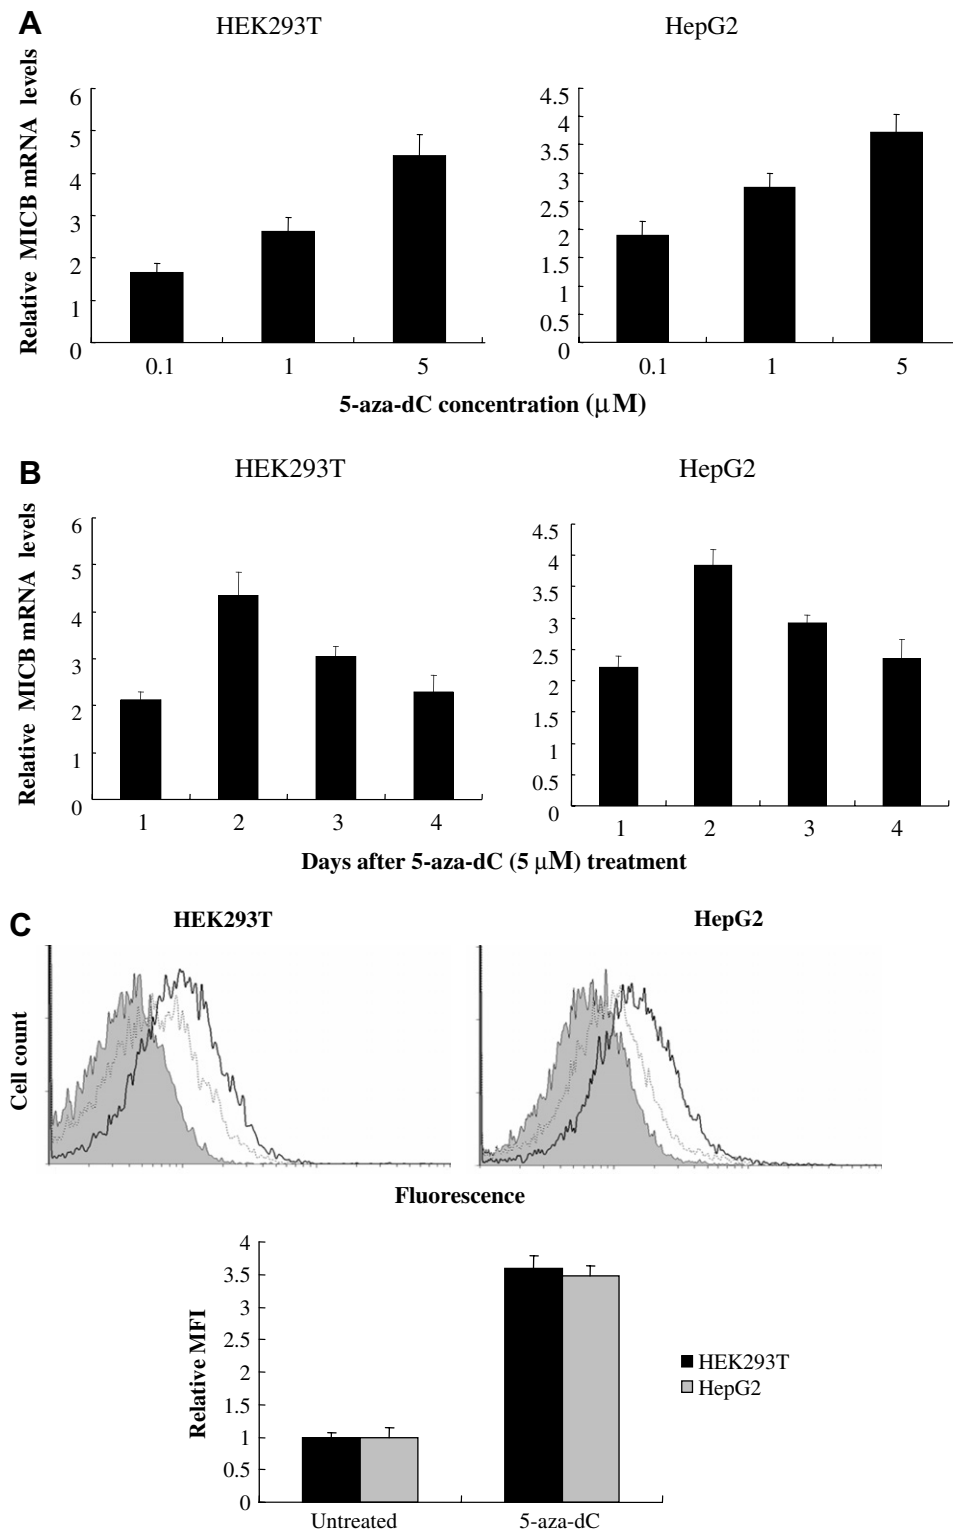 A
HEK293T
HepG2
Relative MICB mRNA levels
6
5
4
3
2
1
0
0.1
1
5
4.5
4
3.5
3
2.5
2
1.5
1
0.5
0
0.1
1
5
5-aza-dC concentration (μM)
B
HEK293T
HepG2
Relative MICB mRNA levels
6
5
4
3
2
1
0
1
2
3
4
4.5
4
3.5
3
2.5
2
1.5
1
0.5
0
1
2
3
4
Days after 5-aza-dC (5 μM) treatment
C
HEK293T
HepG2
Cell count
Fluorescence
Relative MFI
4
3.5
3
2.5
2
1.5
1
0.5
0
Untreated
5-aza-dC
HEK293T
HepG2